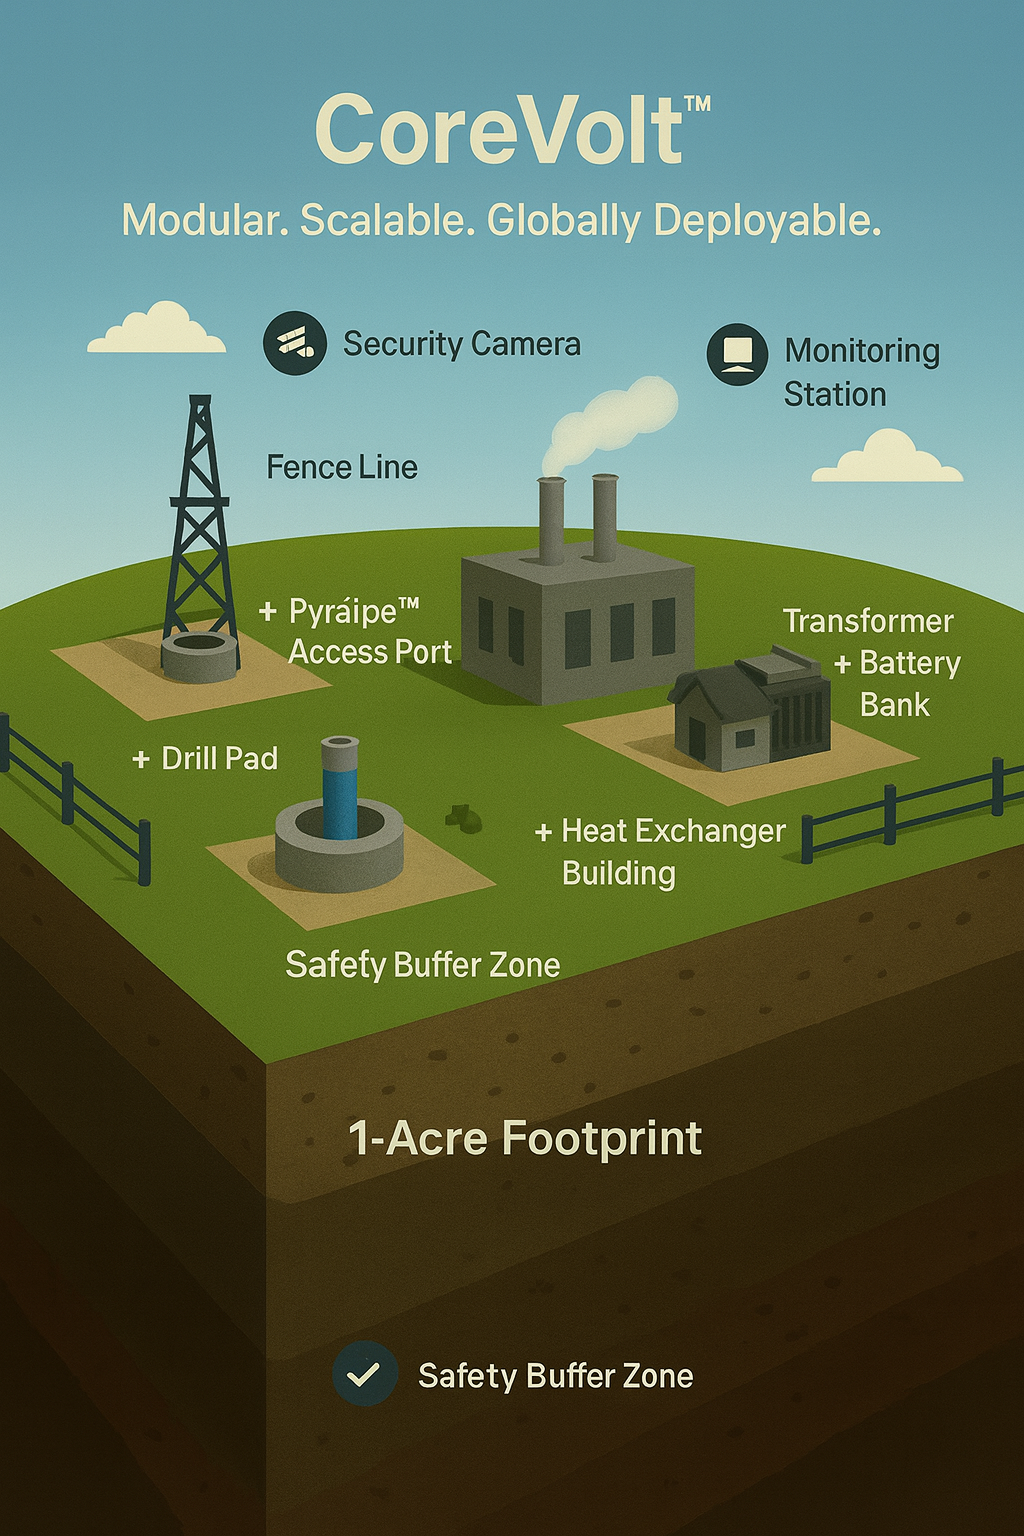 CoreVolt™
Modular. Scalable. Globally Deployable.
Security Camera
Monitoring
Station
Fence Line
+ Pyráipe™
Access Port
Transformer
+ Battery
Bank
+ Drill Pad
+ Heat Exchanger
Building
Safety Buffer Zone
1-Acre Footprint
Safety Buffer Zone